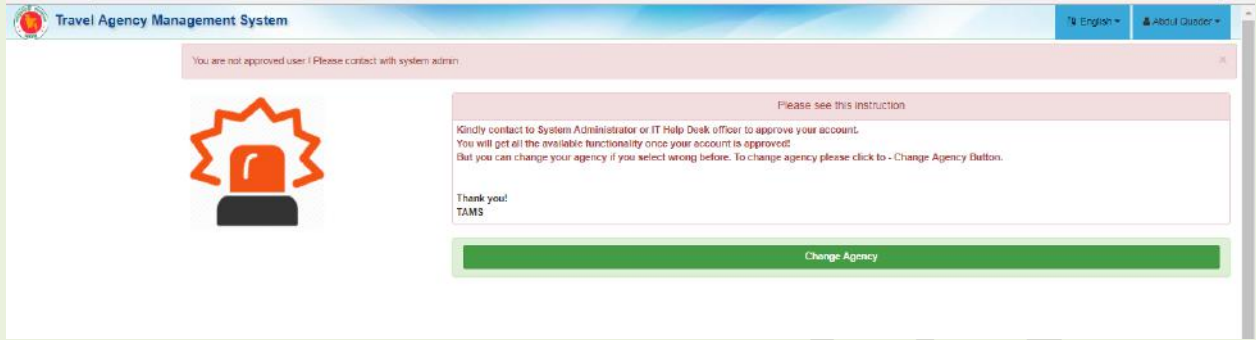 Travel Agency Management System
English
Abdul Quader
You are not approved user ! Please contact with system admin
×
Please see this instruction
Kindly contact to System Administrator or IT Help Desk officer to approve your account.
You will get all the available functionality once your account is approved!
But you can change your agency if you select wrong before. To change agency please click to - Change Agency Button.
Thank you!
TAMS
Change Agency